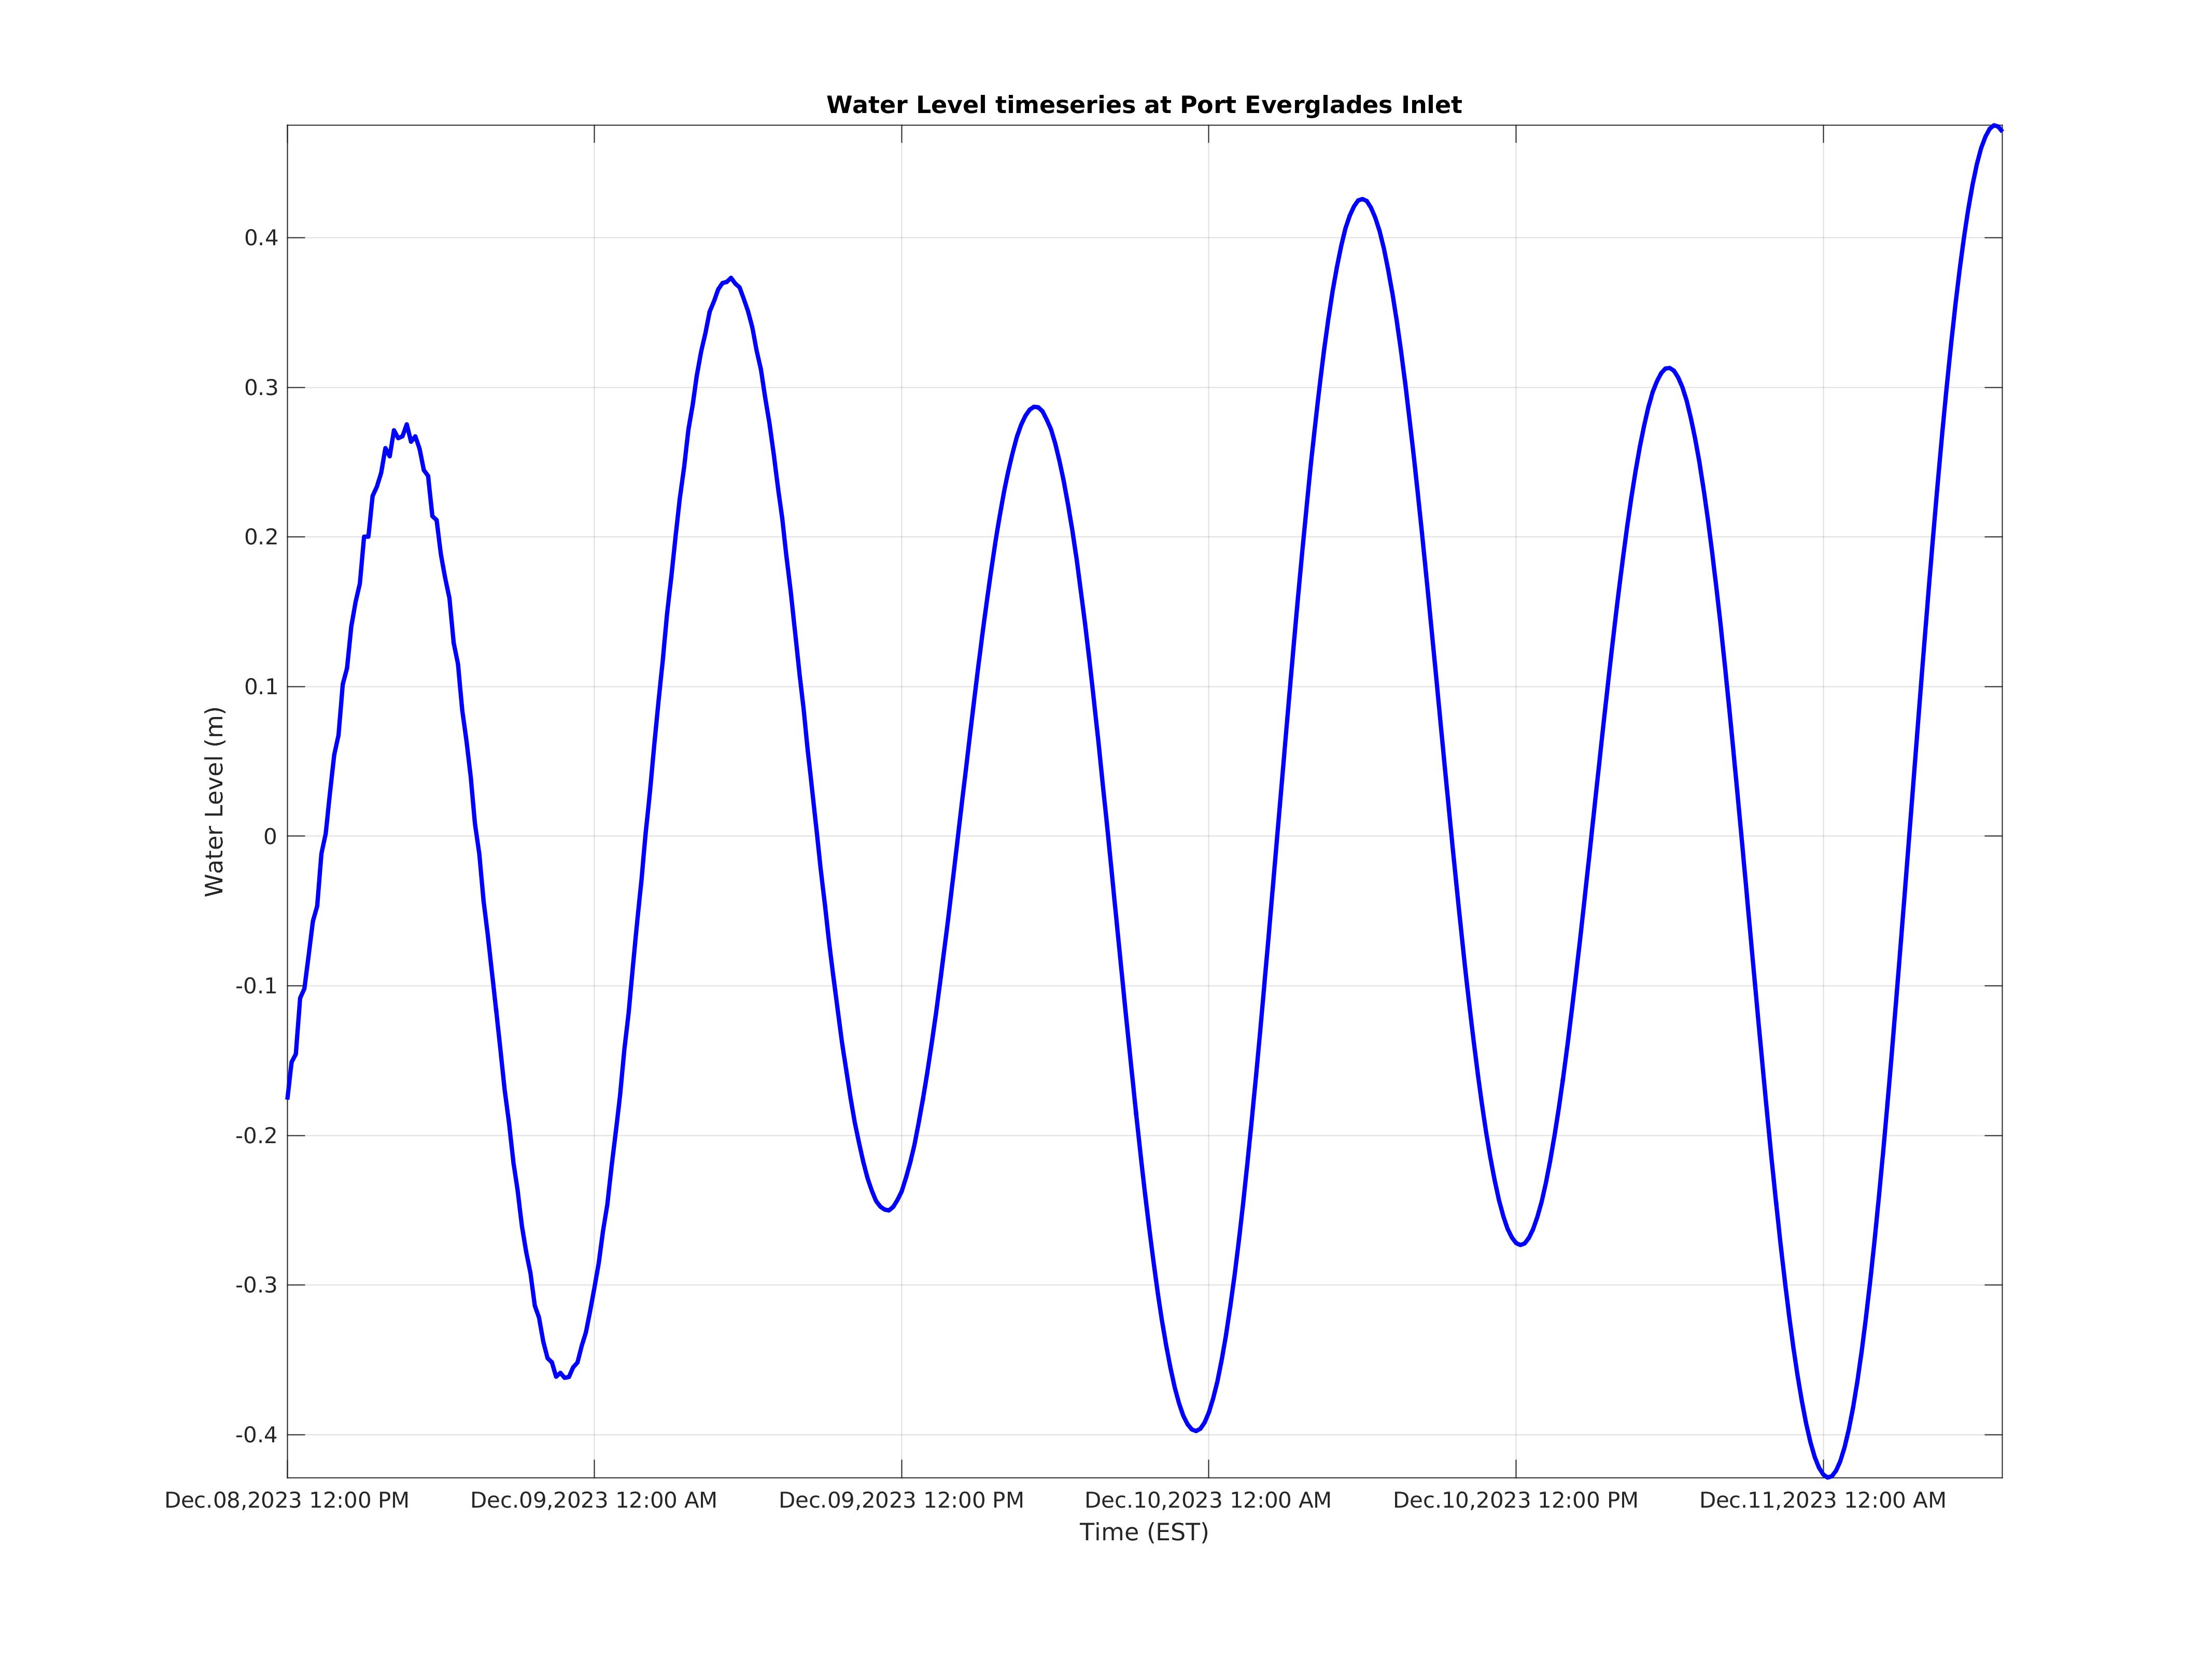 Water Level timeseries at Port Everglades Inlet
0.4
0.3
0.2
0.1
0
-0.1
-0.2
-0.3
-0.4
Water Level (m)
Dec.08,2023 12:00 PM Dec.09,2023 12:00 AM Dec.09,2023 12:00 PM Dec.10,2023 12:00 AM Dec.10,2023 12:00 PM Dec.11,2023 12:00 AM
Time (EST)